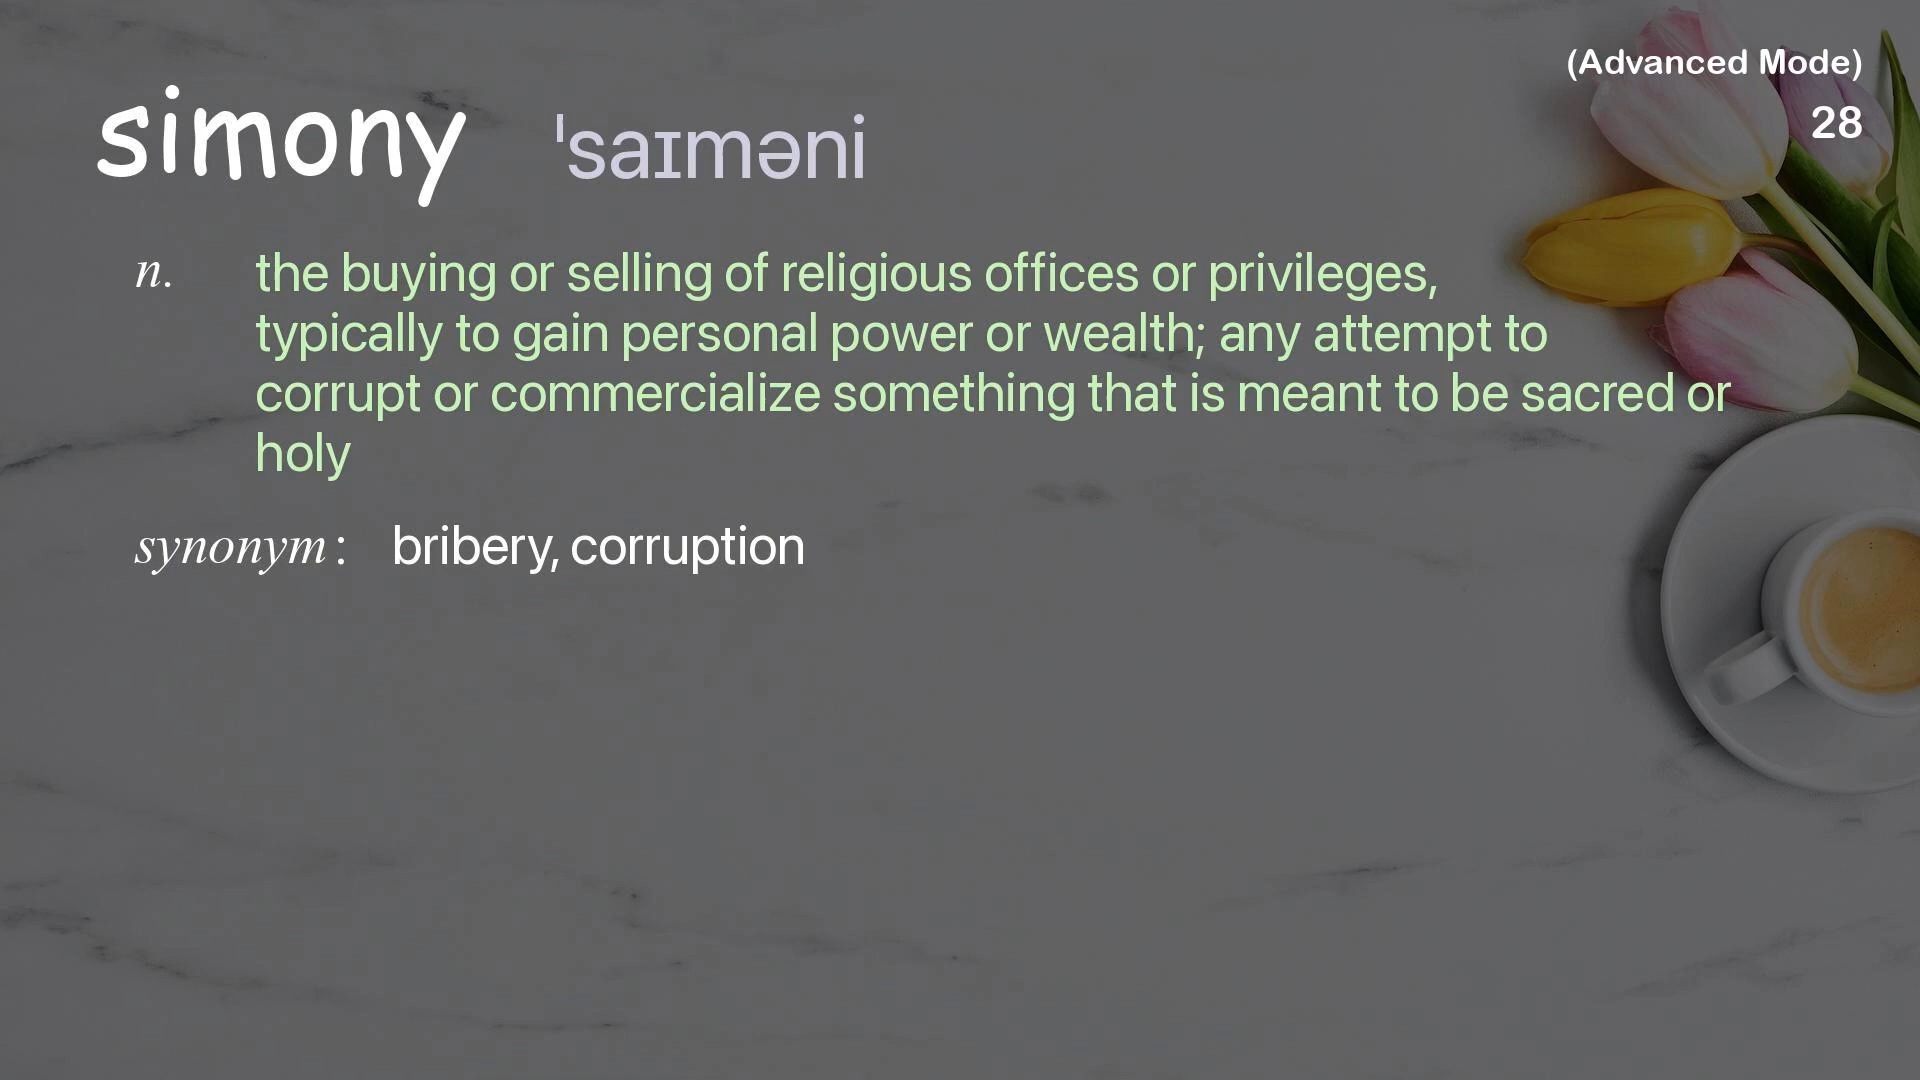 (Advanced Mode)
simony ˈsaɪməni
28
n. the buying or selling of religious offices or privileges,
typically to gain personal power or wealth; any attempt to
corrupt or commercialize something that is meant to be sacred or
holy
synonym : bribery, corruption